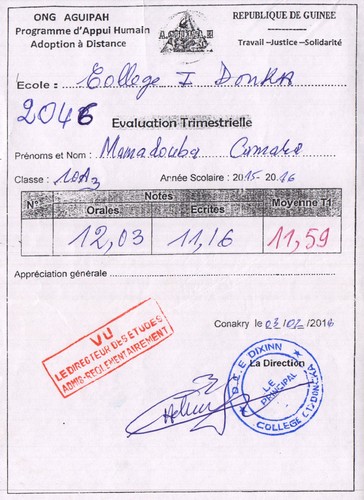 ONG AGUIPAH
REPUBLIQUE DE GUINEE
Programme d'Appui Humain
Adoption à Distance
Travail –Justice –Solidarité
Ecole : College I Donka
2046
Evaluation Trimestrielle
Prénoms et Nom : Mamadouba Camara
Classe : 10A3 Année Scolaire : 2015-2016
N° Notes Moyenne T1
Orales Ecrites
12,03 11,16 11,59
Appréciation générale
Conakry le 03/02/2016
VU
LE DIRECTEUR DES ETUDES
ADMIS-REGLEMENTAIREMENT
La Direction
D.C.E DIXINN
LE PRINCIPAL